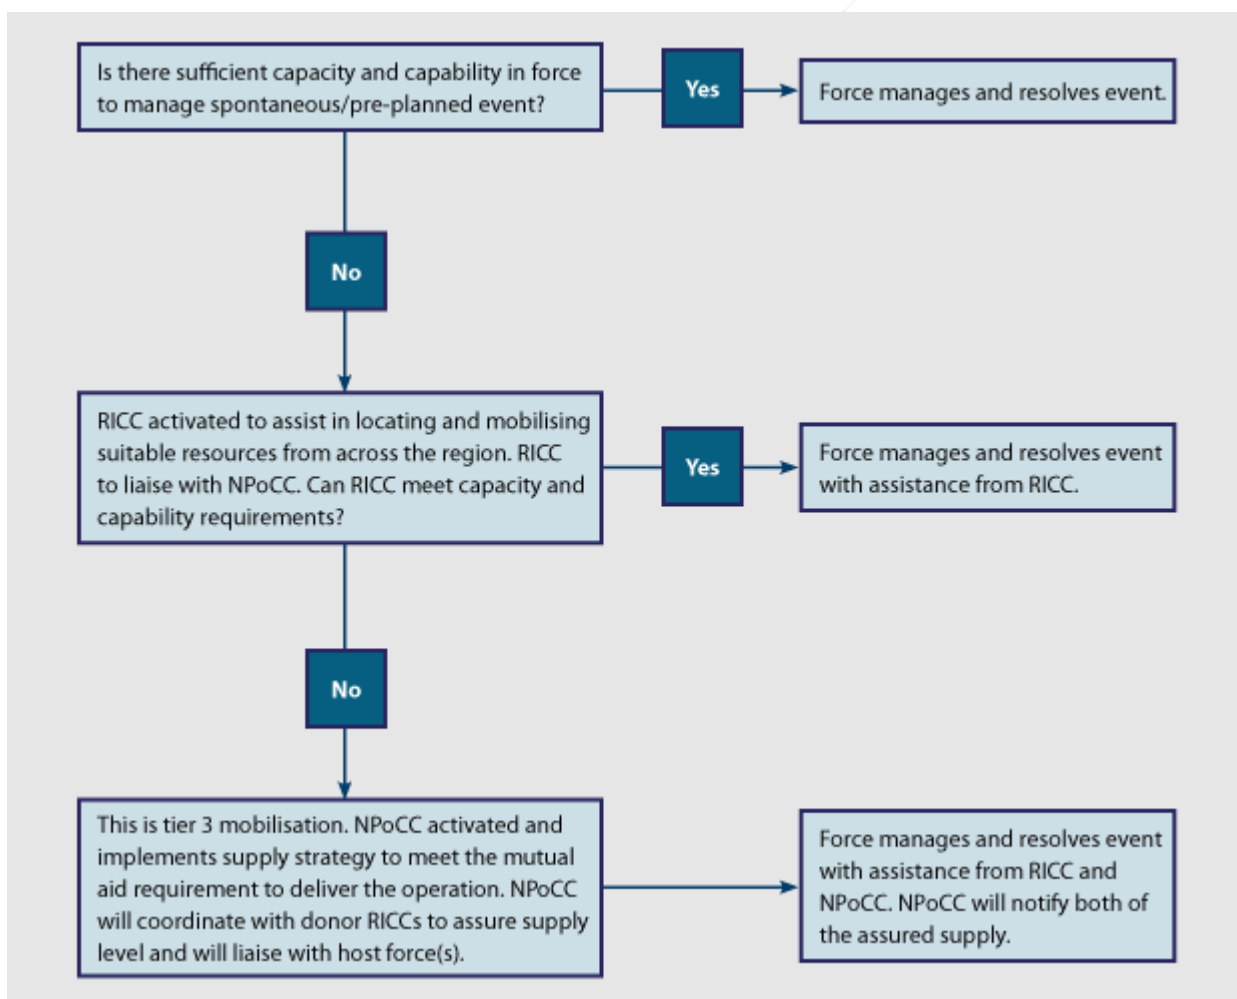 Is there sufficient capacity and capability in force
to manage spontaneous/pre-planned event?
Yes
Force manages and resolves event.
No
RICC activated to assist in locating and mobilising
suitable resources from across the region. RICC
to liaise with NPoCC. Can RICC meet capacity and
capability requirements?
Yes
Force manages and resolves event
with assistance from RICC.
No
This is tier 3 mobilisation. NPoCC activated and
implements supply strategy to meet the mutual
aid requirement to deliver the operation. NPoCC
will coordinate with donor RICCs to assure supply
level and will liaise with host force(s).
Force manages and resolves event
with assistance from RICC and
NPoCC. NPoCC will notify both of
the assured supply.